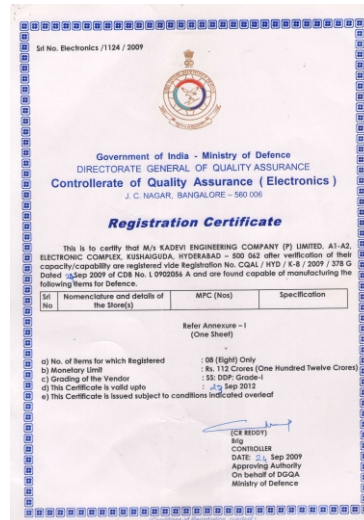 Srl No. Electronics /1124 / 2009
Government of India - Ministry of Defence
DIRECTORATE GENERAL OF QUALITY ASSURANCE
Controllerate of Quality Assurance ( Electronics )
J. C. NAGAR, BANGALORE – 560 006
Registration Certificate
This is to certify that M/s KADEVI ENGINEERING COMPANY (P) LIMITED, A1-A2,
ELECTRONIC COMPLEX, KUSHAIGUDA, HYDERABAD – 500 062 after verification of their
capacity/capability are registered vide Registration No. CQAL / HYD / K-8 / 2009 / 378 G
Dated Sep 2009 of CDB No. L 0902056 A and are found capable of manufacturing the
following items for Defence.
Srl No Nomenclature and details of the Store(s) MPC (Nos) Specification
Refer Annexure – I
(One Sheet)
a) No. of items for which Registered : 08 (Eight) Only
b) Monetary Limit : Rs. 112 Crores (One Hundred Twelve Crores)
c) Grading of the Vendor : SS: DDP: Grade-I
d) This Certificate is valid upto : 23 Sep 2012
e) This Certificate is issued subject to conditions indicated overleaf
(CR REDDY)
Brig
CONTROLLER
DATE: 24 Sep 2009
Approving Authority
On behalf of DGQA
Ministry of Defence